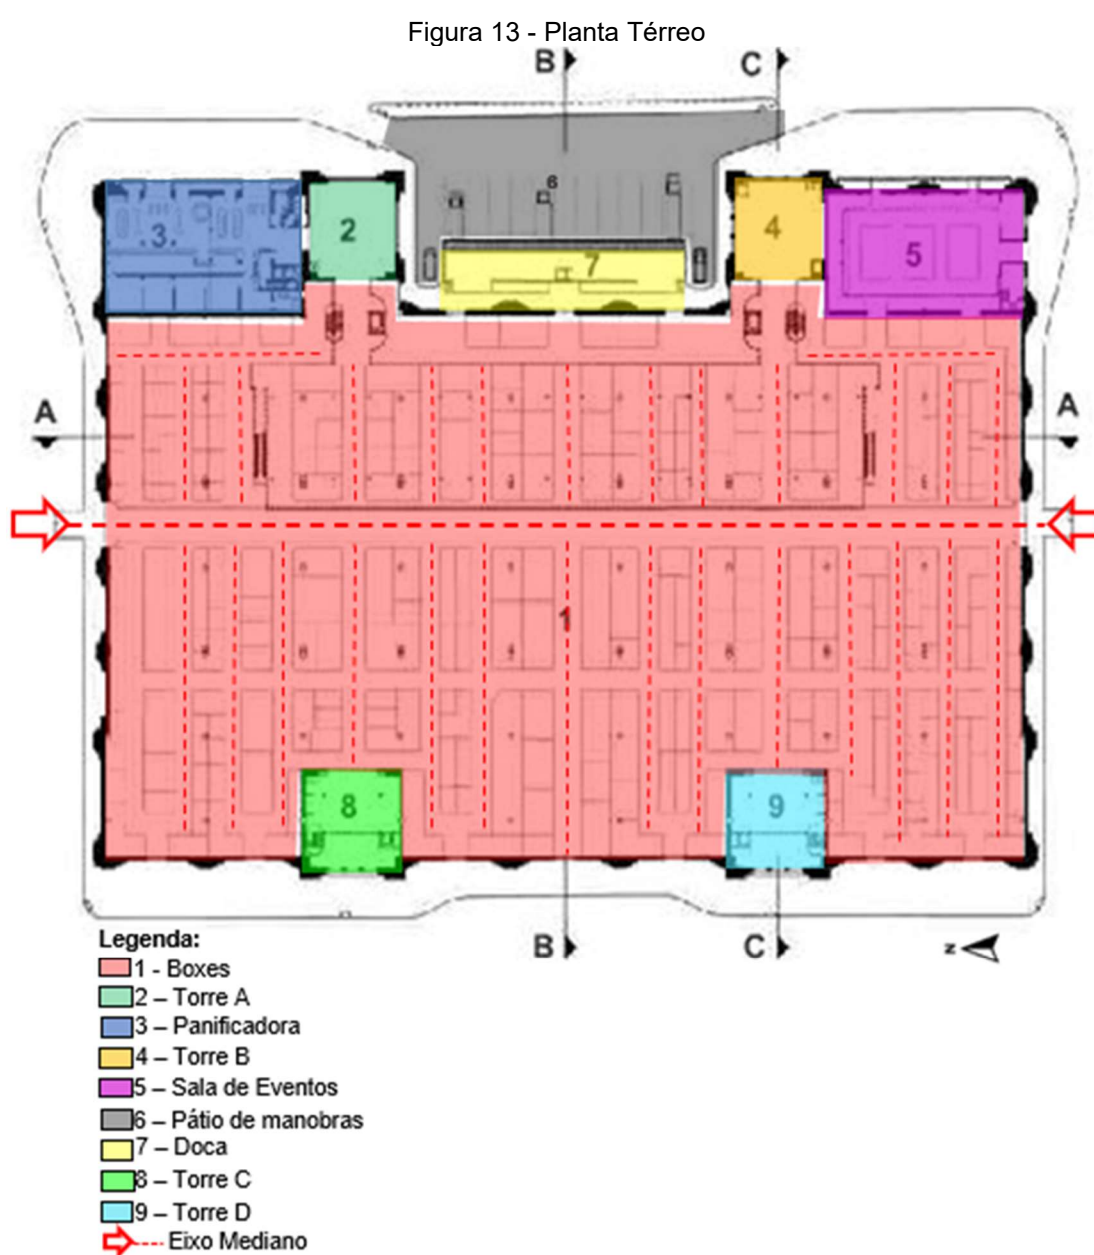 Figura 13 - Planta Térreo
B C
6
3.
2
4
5
7
A A
1
8
9
B C
z
Legenda:
1 - Boxes
2 – Torre A
3 – Panificadora
4 – Torre B
5 – Sala de Eventos
6 – Pátio de manobras
7 – Doca
8 – Torre C
9 – Torre D
Eixo Mediano